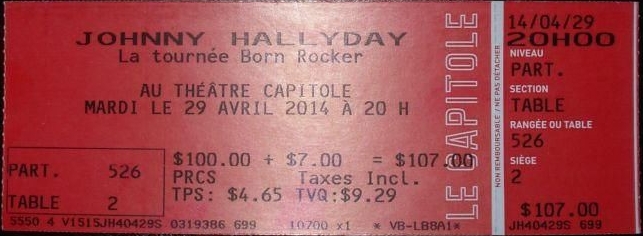 JOHNNY HALLYDAY
La tournée Born Rocker
AU THÉÂTRE CAPITOLE
MARDI LE 29 AVRIL 2014 À 20 H
PART. 526
TABLE 2
$100.00 + $7.00 = $107.00
PRCS Taxes Incl.
TPS: $4.65 TVQ:$9.29
5550 4 V1515JH40429S 0319386 699 10700 x1 * VB-LB8A1*
LE CAPITOLE
NON REMBOURSABLE / NE PAS DÉTACHER
14/04/29
20H00
NIVEAU
PART.
SECTION
TABLE
RANGÉE OU TABLE
526
SIÈGE
2
$107.00
JH40429S 699